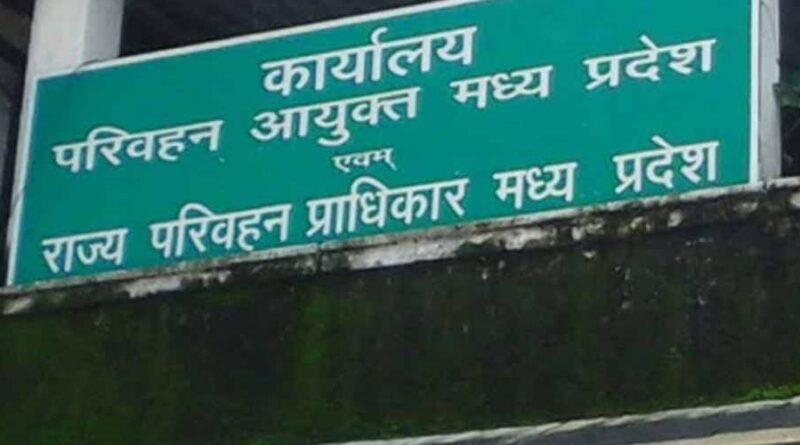 कार्यालय
परिवहन आयुक्त मध्य प्रदेश
एवम्
राज्य परिवहन प्राधिकार मध्य प्रदेश